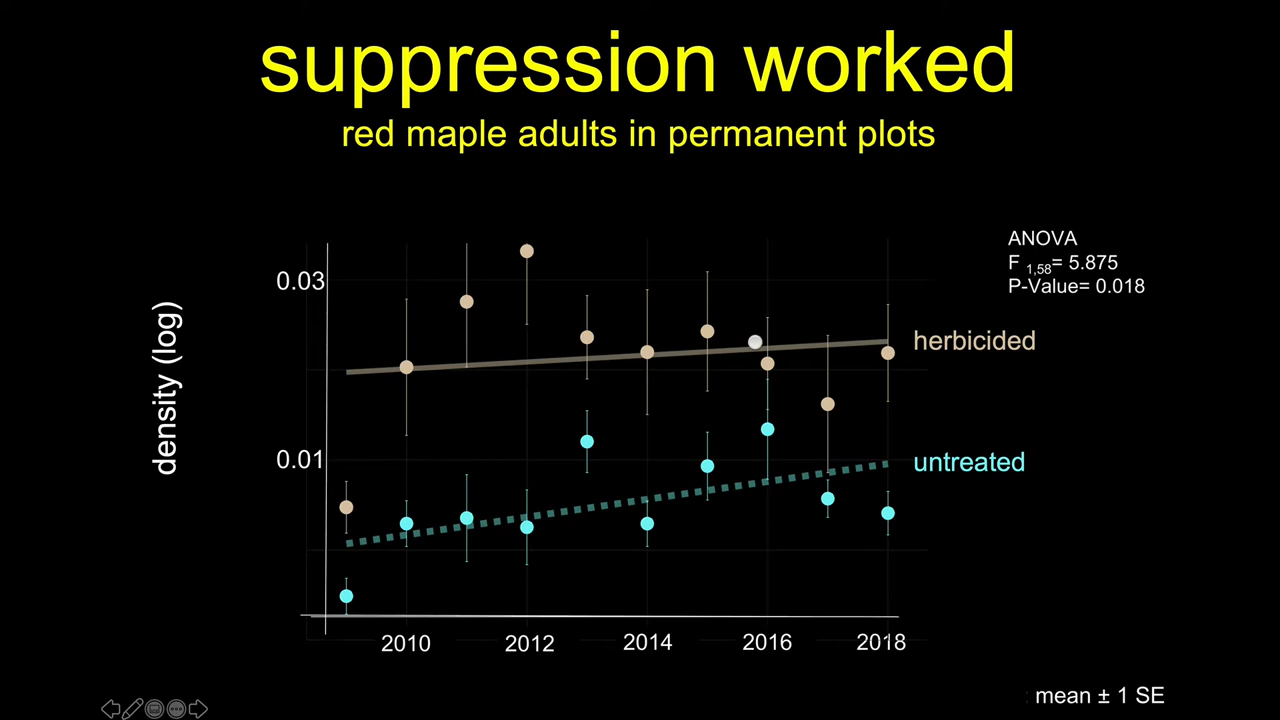 suppression worked
red maple adults in permanent plots
ANOVA
F 1,58= 5.875
P-Value= 0.018
0.03
0.01
density (log)
herbicided
untreated
2010 2012 2014 2016 2018
mean ± 1 SE